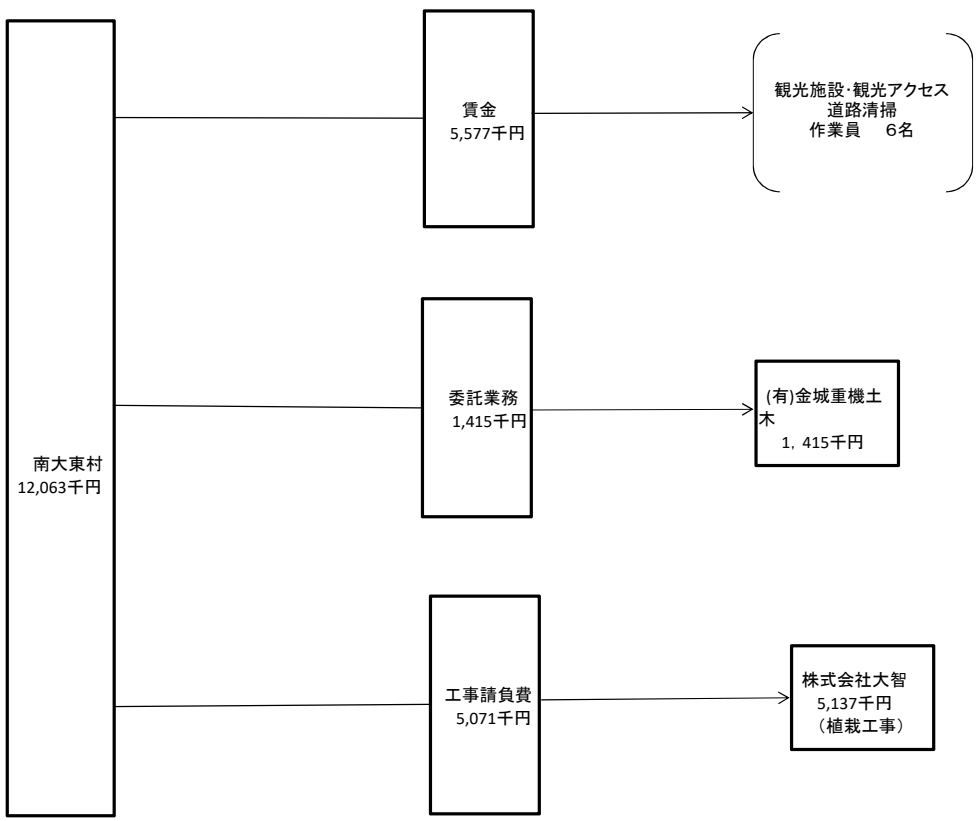 南大東村
12,063千円
賃金
5,577千円
観光施設・観光アクセス
道路清掃
作業員　6名
委託業務
1,415千円
(有)金城重機土
木
1，415千円
工事請負費
5,071千円
株式会社大智
5,137千円
（植栽工事）